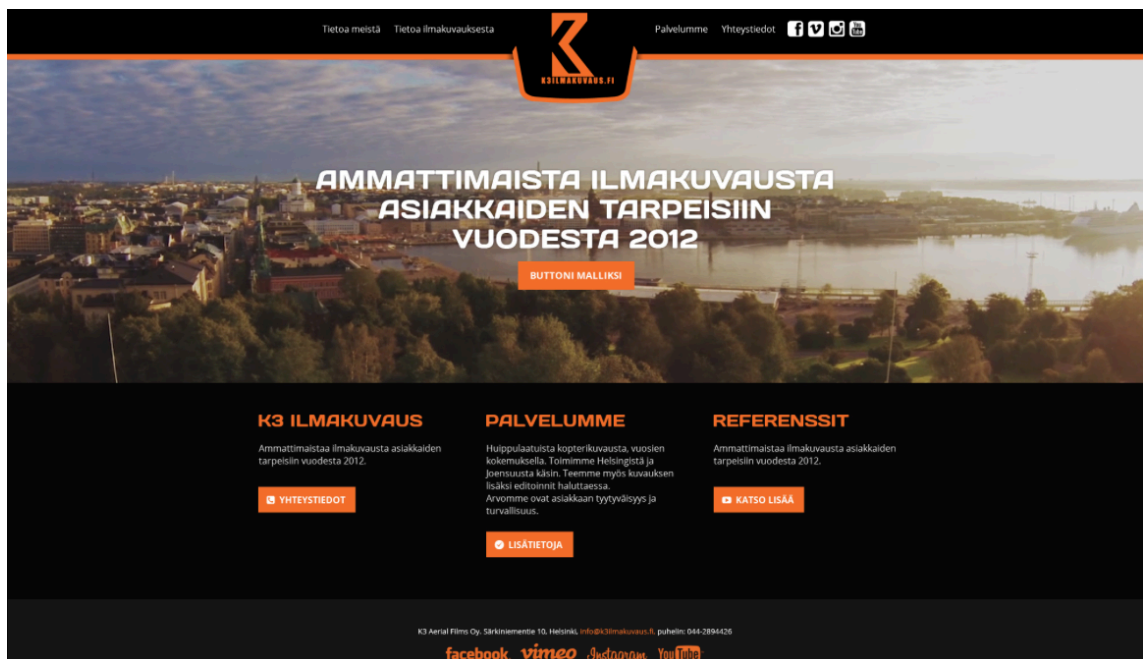 Tietoa meistä Tietoa ilmakuvauksesta
K3ILMAKUVAUS.FI
Palvelumme Yhteystiedot
AMMATTIMAISTA ILMAKUVAUSTA
ASIAKKAIDEN TARPEISIIN
VUODESTA 2012
BUTTONI MALLIKSI
K3 ILMAKUVAUS
Ammattimaistaa ilmakuvausta asiakkaiden
tarpeisiin vuodesta 2012.
YHTEYSTIEDOT
PALVELUMME
Huippulaatuista kopterikuvausta, vuosien
kokemuksella. Toimimme Helsingistä ja
Joensuusta käsin. Teemme myös kuvauksen
lisäksi editoinnit haluttaessa.
Arvomme ovat asiakkaan tyytyväisyys ja
turvallisuus.
LISÄTIETOJA
REFERENSSIT
Ammattimaistaa ilmakuvausta asiakkaiden
tarpeisiin vuodesta 2012.
KATSO LISÄÄ
K3 Aerial Films Oy. Särkiniementie 10, Helsinki, info@k3ilmakuvaus.fi, puhelin: 044-2894426
facebook. vimeo Instagram YouTube